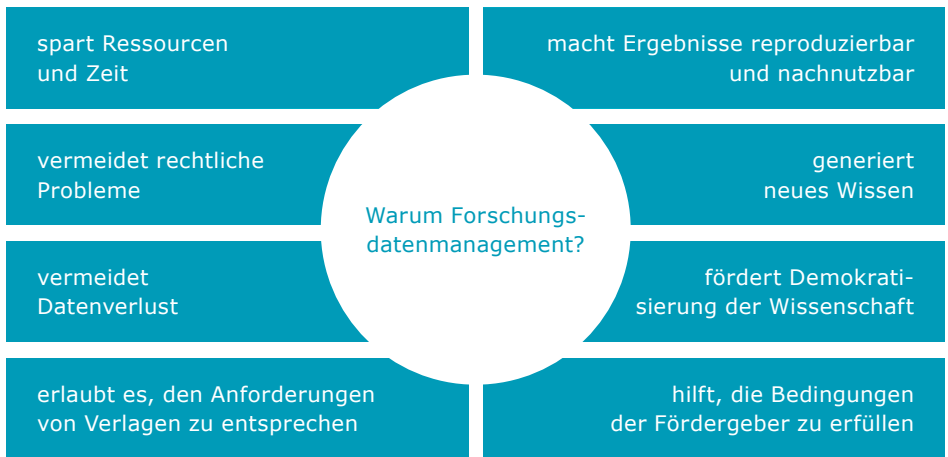 spart Ressourcen
und Zeit
macht Ergebnisse reproduzierbar
und nachnutzbar
vermeidet rechtliche
Probleme
generiert
neues Wissen
Warum Forschungs-
datenmanagement?
vermeidet
Datenverlust
fördert Demokrati-
sierung der Wissenschaft
erlaubt es, den Anforderungen
von Verlagen zu entsprechen
hilft, die Bedingungen
der Fördergeber zu erfüllen